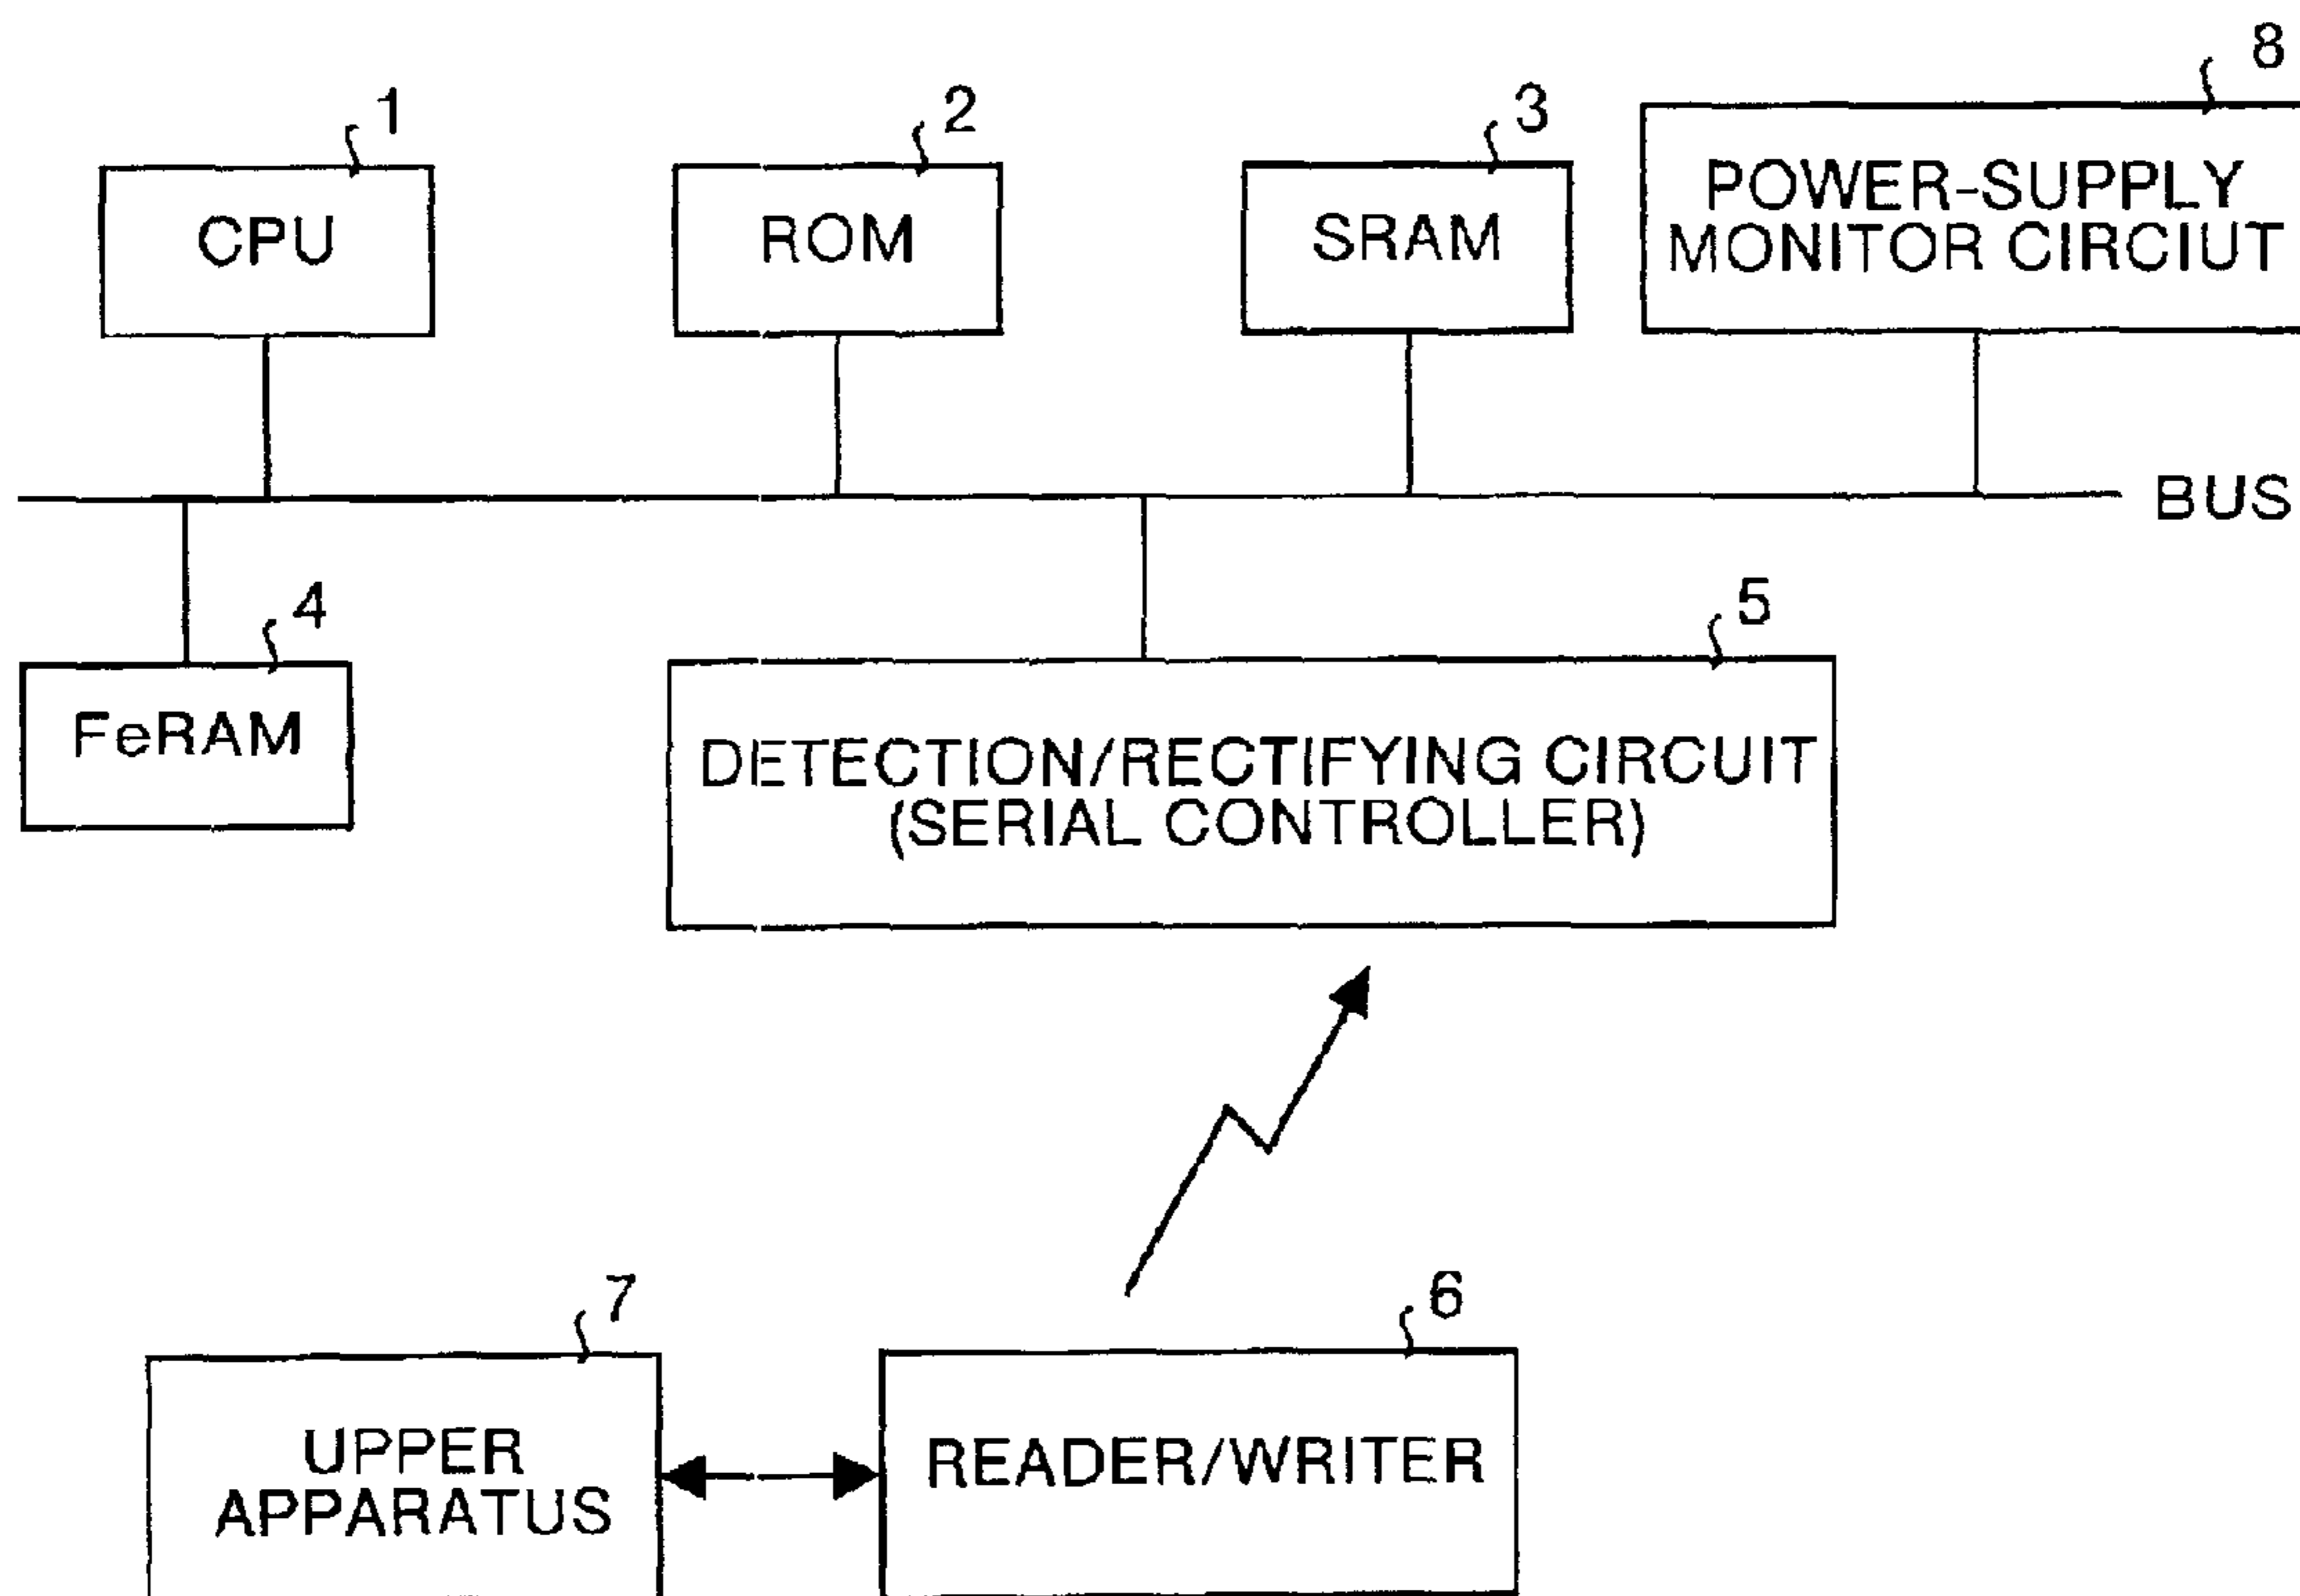 8
1
2
3
CPU
ROM
SRAM
POWER-SUPPLY
MONITOR CIRCIUT
BUS
4
5
FeRAM
DETECTION/RECTIFYING CIRCUIT
(SERIAL CONTROLLER)
7
6
UPPER
APPARATUS
READER/WRITER